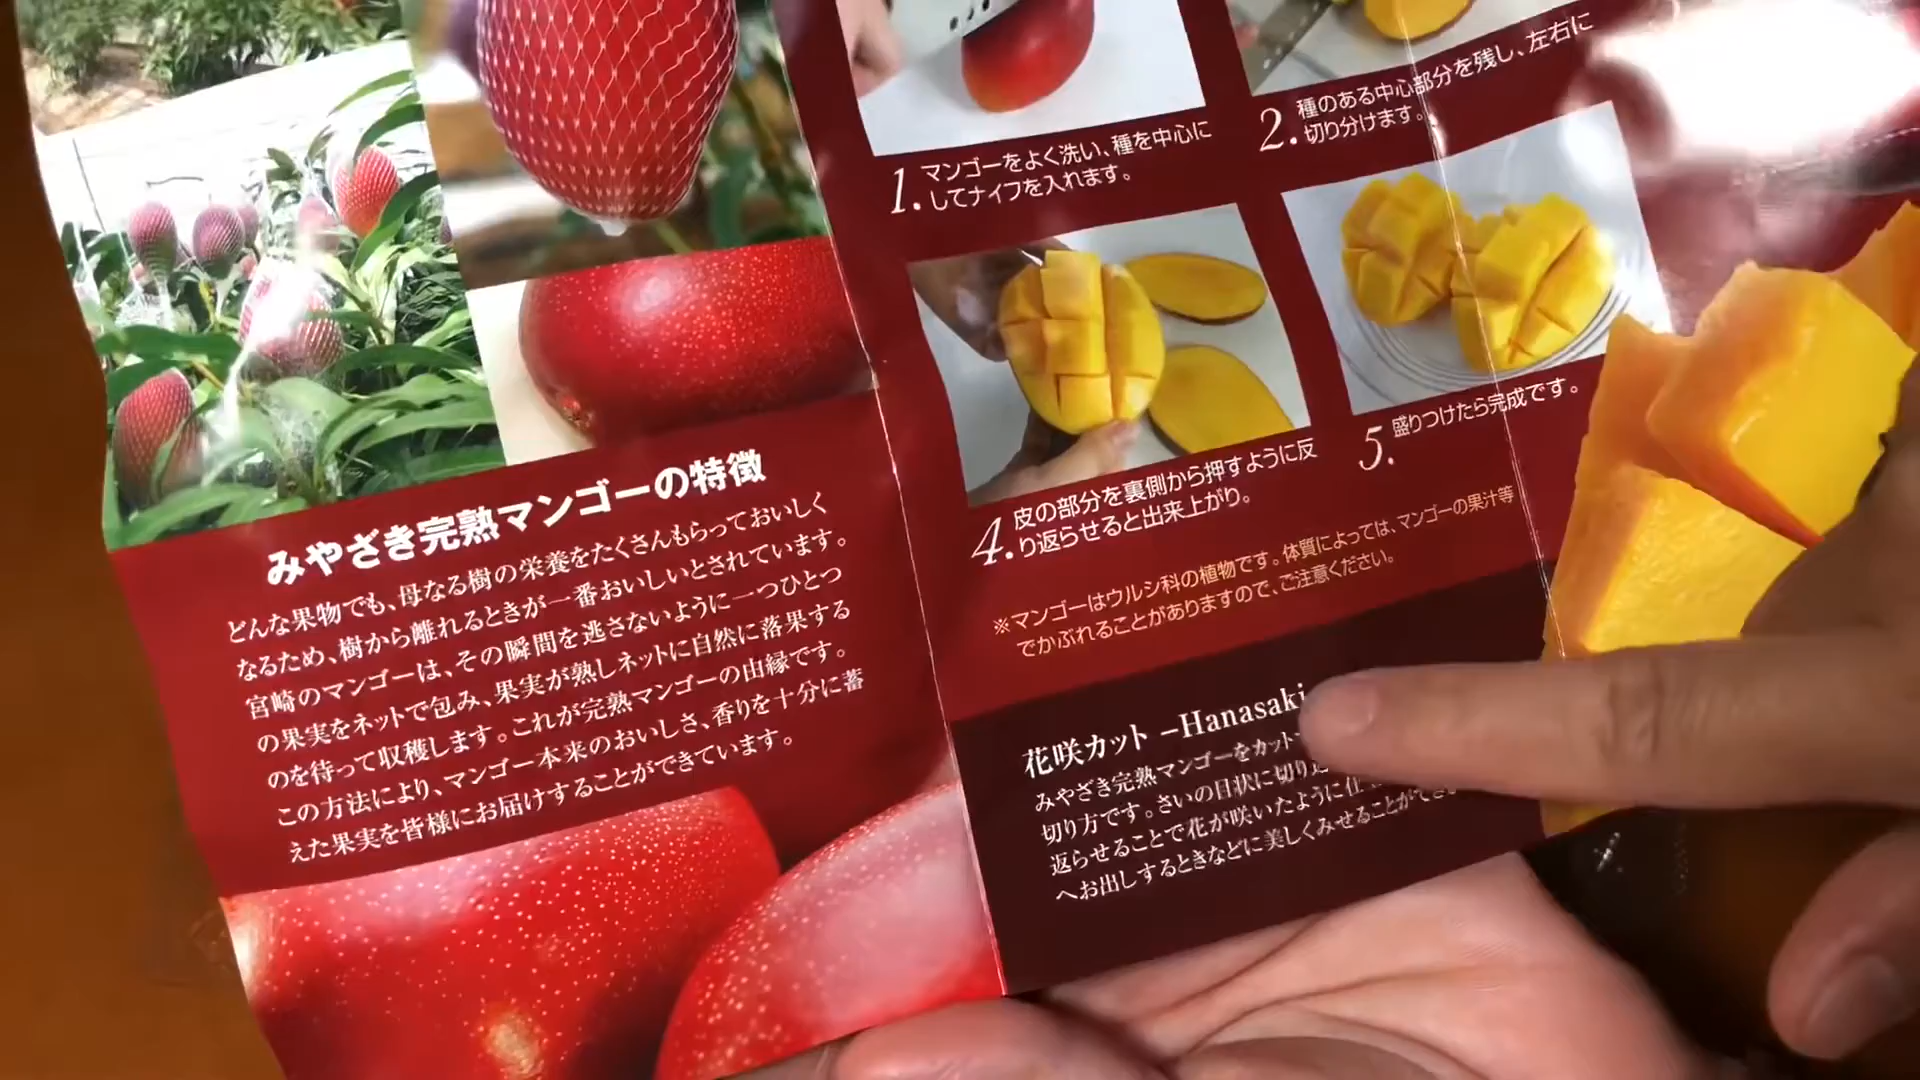 みやざき完熟マンゴーの特徴
どんな果物でも、母なる樹の栄養をたくさんもらっておいしく
なるため、樹から離れるときが一番おいしいとされています。
宮崎のマンゴーは、その瞬間を逃さないように一つひとつ
の果実をネットで包み、果実が熟しネットに自然に落果する
のを待って収穫します。これが完熟マンゴーの由縁です。
この方法により、マンゴー本来のおいしさ、香りを十分に蓄
えた果実を皆様にお届けすることができています。
1. マンゴーをよく洗い、種を中心に
してナイフを入れます。
2. 種のある中心部分を残し、左右に
切り分けます。
4. 皮の部分を裏側から押すように反
り返らせると出来上がり。
5. 盛りつけたら完成です。
※マンゴーはウルシ科の植物です。体質によっては、マンゴーの果汁等
でかぶれることがありますので、ご注意ください。
花咲カット –Hanasaki
みやざき完熟マンゴーをカット
切り方です。さいの目状に切り
返らせることで花が咲いたように
へお出しするときなどに美しくみせることができ